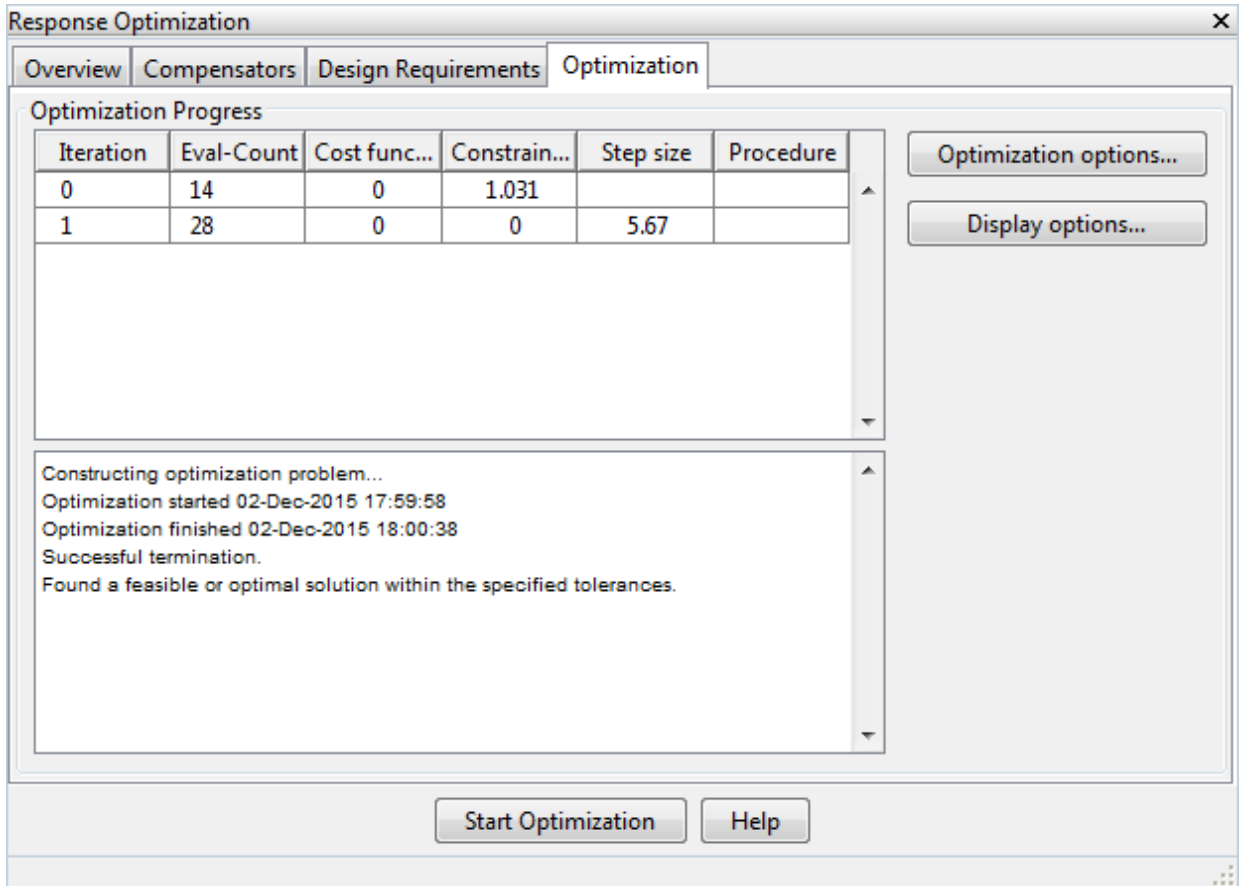 Response Optimization
Overview Compensators Design Requirements Optimization
Optimization Progress
Iteration Eval-Count Cost func... Constrain... Step size Procedure
0 14 0 1.031
1 28 0 0 5.67
Optimization options...
Display options...
Constructing optimization problem...
Optimization started 02-Dec-2015 17:59:58
Optimization finished 02-Dec-2015 18:00:38
Successful termination.
Found a feasible or optimal solution within the specified tolerances.
Start Optimization Help